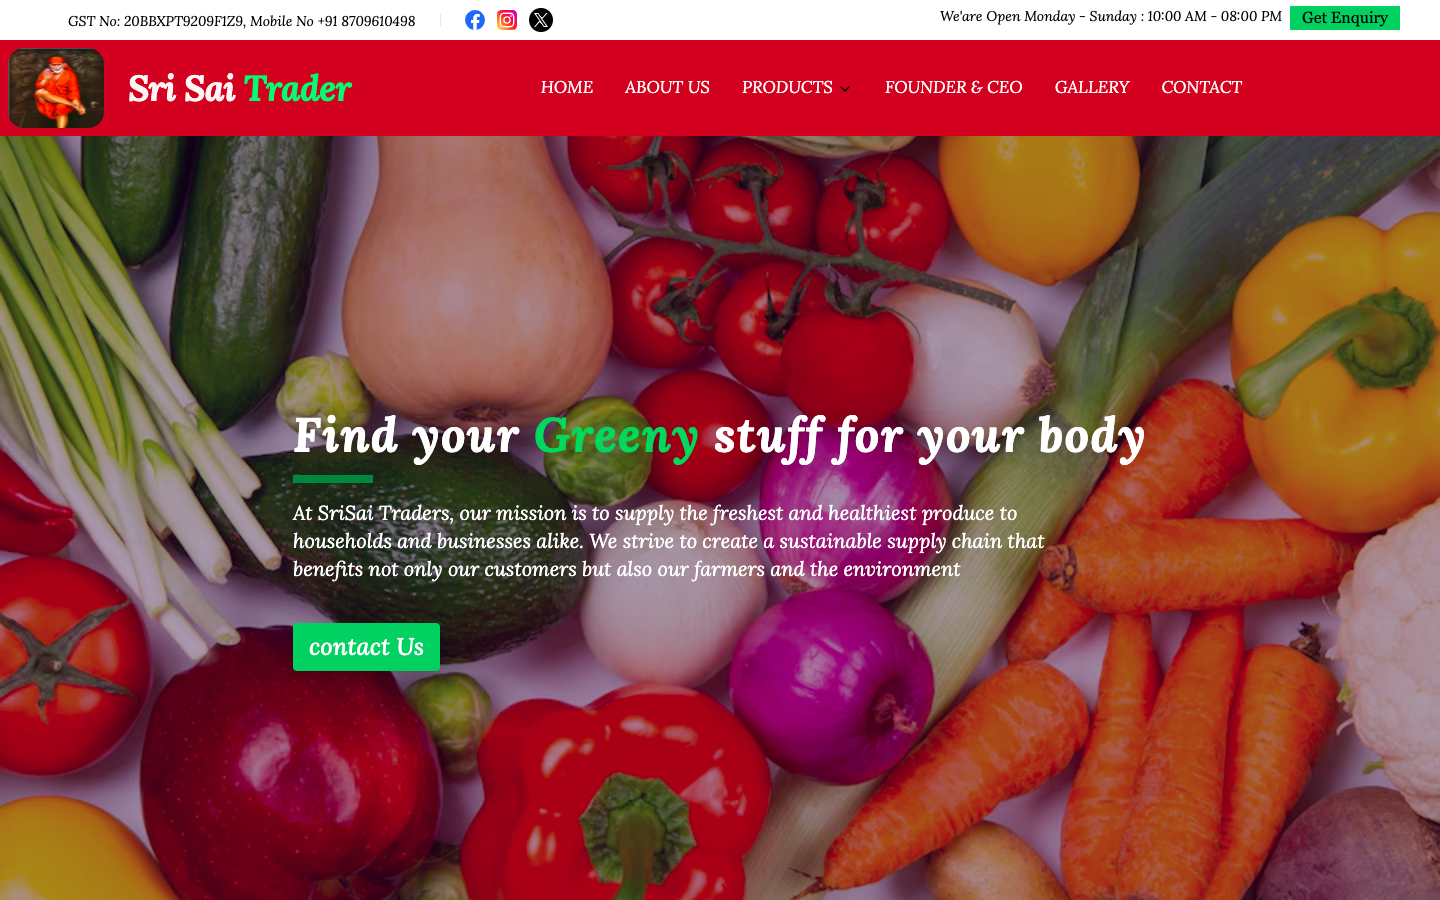 GST No: 20BBXPT9209F1Z9, Mobile No +91 8709610498
We'are Open Monday - Sunday : 10:00 AM - 08:00 PM
Get Enquiry
Sri Sai Trader
HOME
ABOUT US
PRODUCTS
FOUNDER & CEO
GALLERY
CONTACT
Find your Greeny stuff for your body
At SriSai Traders, our mission is to supply the freshest and healthiest produce to
households and businesses alike. We strive to create a sustainable supply chain that
benefits not only our customers but also our farmers and the environment
contact Us